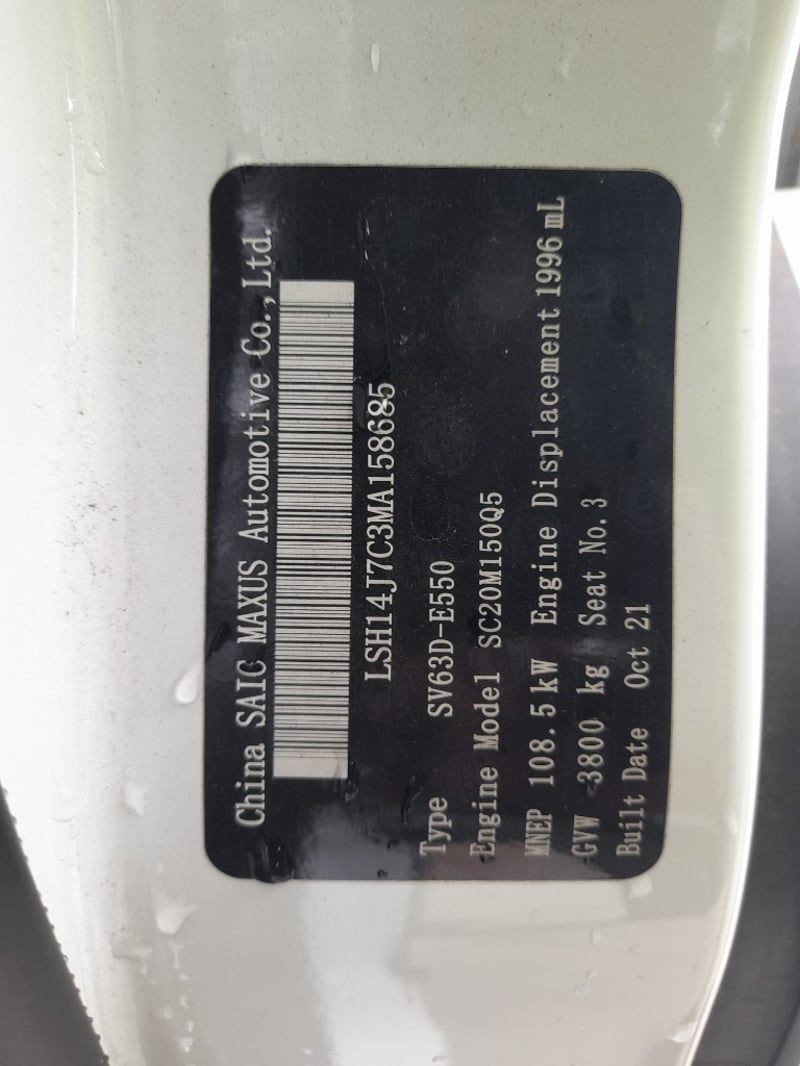 China SAIC MAXUS Automotive Co.,Ltd.
LSH14J7C3MA158685
Type SV63D-E550
Engine Model SC20M150Q5
MNEP 108.5 kW Engine Displacement 1996 mL
GVW 3800 kg Seat No.3
Built Date Oct 21